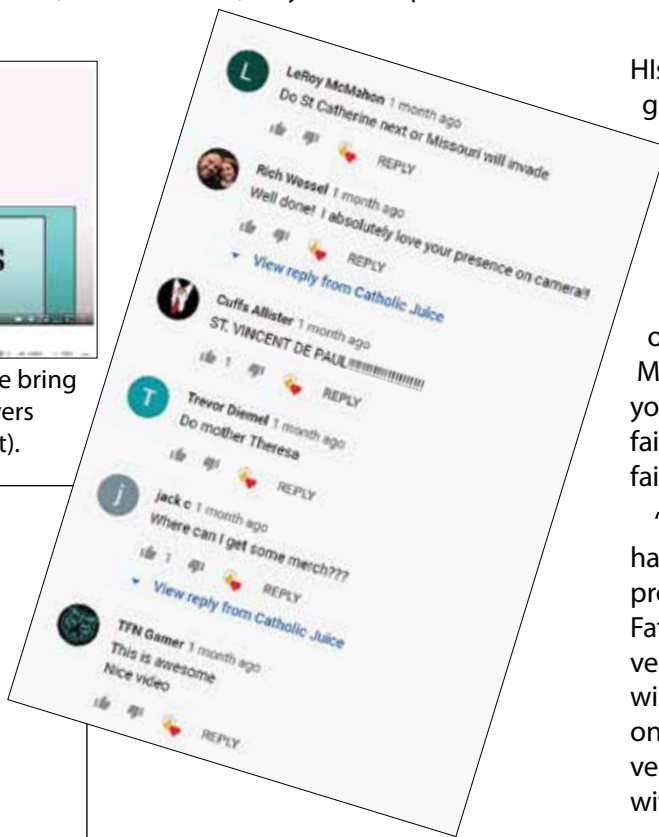 LeRoy McMahon 1 month ago
Do St Catherine next or Missouri will invade
REPLY
Rich Wessel 1 month ago
Well done! I absolutely love your presence on camera!!
REPLY
View reply from Catholic Juice
Cuffs Allister 1 month ago
ST. VINCENT DE PAUL!!!!!!!!!!!!!!!!!!!!
1 REPLY
Trevor Diemel 1 month ago
Do mother Theresa
REPLY
jack c 1 month ago
Where can I get some merch???
1 REPLY
View reply from Catholic Juice
TFN Gamer 1 month ago
This is awesome
Nice video
REPLY
L
T
j
S
e bring
t).
HIs
g
o
M
yo
fai
fai
ha
pre
Fat
ve
wi
on
ve
wit